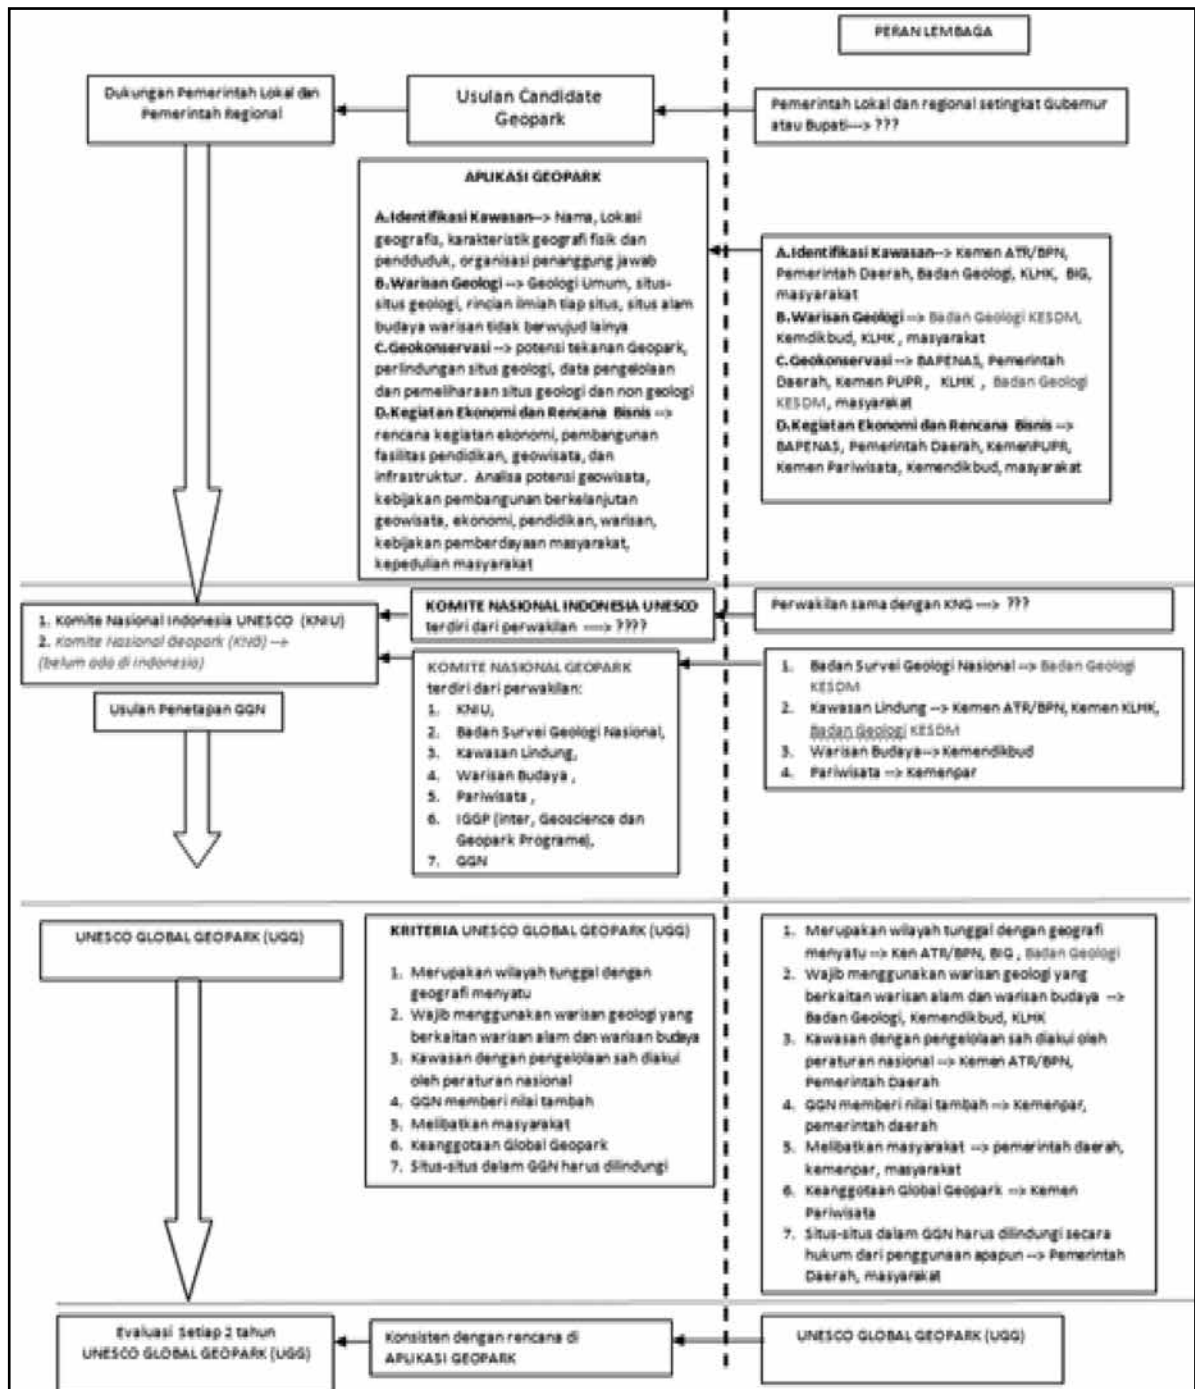 PERAN LEMBAGA
Dukungan Pemerintah Lokal dan
Pemerintah Regional
Usulan Candidate
Geopark
Pemerintah Lokal dan regional setingkat Gubernur
atau Bupati---> ???
APLIKASI GEOPARK
A.Identifikasi Kawasan--> Nama, Lokasi
geografis, karakteristik geografi fisik dan
pendduduk, organisasi penanggung jawab
B.Warisan Geologi --> Geologi Umum, situs-
situs geologi, rincian ilmiah tiap situs, situs alam
budaya warisan tidak berwujud lainya
C.Geokonservasi --> potensi tekanan Geopark,
perlindungan situs geologi, data pengelolaan
dan pemeliharaan situs geologi dan non geologi
D.Kegiatan Ekonomi dan Rencana Bisnis -->
rencana kegiatan ekonomi, pembangunan
fasilitas pendidikan, geowisata, dan
infrastruktur. Analisa potensi geowisata,
kebijakan pembangunan berkelanjutan
geowisata, ekonomi, pendidikan, warisan,
kebijakan pemberdayaan masyarakat,
kepedulian masyarakat
A.Identifikasi Kawasan--> Kemen ATR/BPN,
Pemerintah Daerah, Badan Geologi, KLHK, BIG,
masyarakat
B.Warisan Geologi --> Badan Geologi KESDM,
Kemdikbud, KLHK , masyarakat
C.Geokonservasi --> BAPENAS, Pemerintah
Daerah, Kemen PUPR , KLHK , Badan Geologi
KESDM, masyarakat
D.Kegiatan Ekonomi dan Rencana Bisnis -->
BAPENAS, Pemerintah Daerah, KemenPUPR,
Kemen Pariwisata, Kemendikbud, masyarakat
1. Komite Nasional Indonesia UNESCO (KNIU)
2. Komite Nasional Geopark (KNG) -->
(belum ada di Indonesia)
KOMITE NASIONAL INDONESIA UNESCO
terdiri dari perwakilan ---> ????
Perwakilan sama dengan KNG ---> ???
Usulan Penetapan GGN
KOMITE NASIONAL GEOPARK
terdiri dari perwakilan:
1. KNIU,
2. Badan Survei Geologi Nasional,
3. Kawasan Lindung,
4. Warisan Budaya ,
5. Pariwisata ,
6. IGGP (Inter, Geoscience dan
Geopark Programe),
7. GGN
1. Badan Survei Geologi Nasional --> Badan Geologi
KESDM
2. Kawasan Lindung --> Kemen ATR/BPN, Kemen KLHK,
Badan Geologi KESDM
3. Warisan Budaya--> Kemendikbud
4. Pariwisata --> Kemenpar
UNESCO GLOBAL GEOPARK (UGG)
KRITERIA UNESCO GLOBAL GEOPARK (UGG)
1. Merupakan wilayah tunggal dengan
geografi menyatu
2. Wajib menggunakan warisan geologi yang
berkaitan warisan alam dan warisan budaya
3. Kawasan dengan pengelolaan sah diakui
oleh peraturan nasional
4. GGN memberi nilai tambah
5. Melibatkan masyarakat
6. Keanggotaan Global Geopark
7. Situs-situs dalam GGN harus dilindungi
1. Merupakan wilayah tunggal dengan geografi
menyatu --> Ken ATR/BPN, BIG , Badan Geologi
2. Wajib menggunakan warisan geologi yang
berkaitan warisan alam dan warisan budaya -->
Badan Geologi, Kemendikbud, KLHK
3. Kawasan dengan pengelolaan sah diakui oleh
peraturan nasional --> Kemen ATR/BPN,
Pemerintah Daerah
4. GGN memberi nilai tambah --> Kemenpar,
pemerintah daerah
5. Melibatkan masyarakat --> pemerintah daerah,
kemenpar, masyarakat
6. Keanggotaan Global Geopark --> Kemen
Pariwisata
7. Situs-situs dalam GGN harus dilindungi secara
hukum dari penggunaan apapun --> Pemerintah
Daerah, masyarakat
Evaluasi Setiap 2 tahun
UNESCO GLOBAL GEOPARK (UGG)
Konsisten dengan rencana di
APLIKASI GEOPARK
UNESCO GLOBAL GEOPARK (UGG)